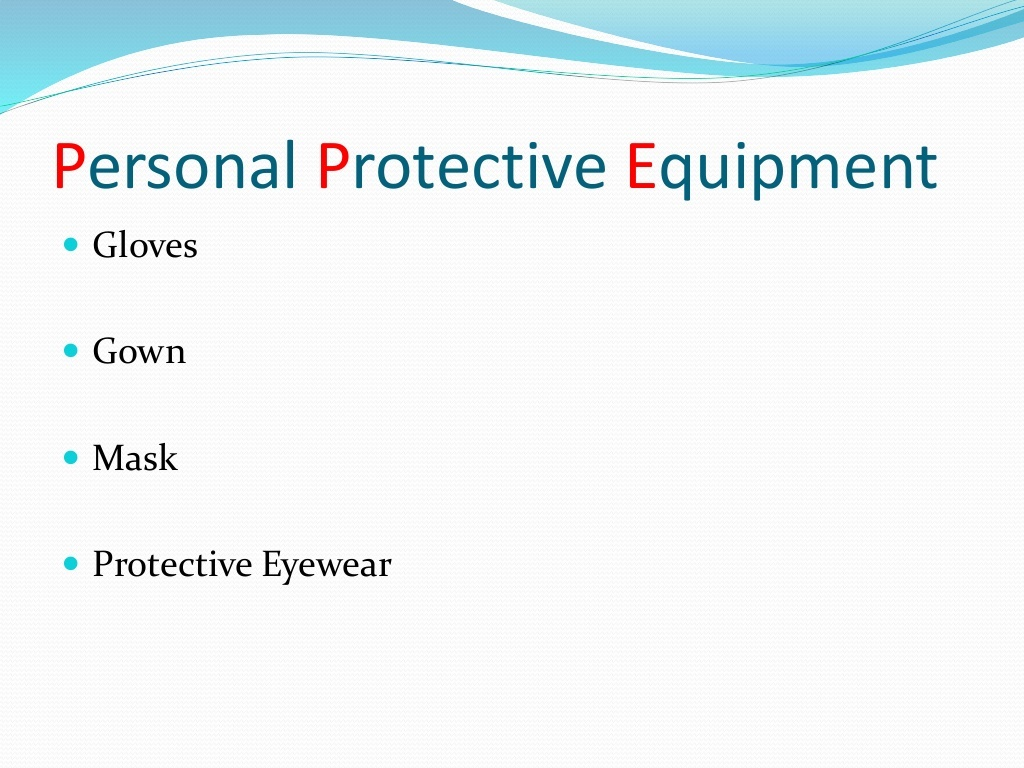 Personal Protective Equipment
• Gloves
• Gown
• Mask
• Protective Eyewear